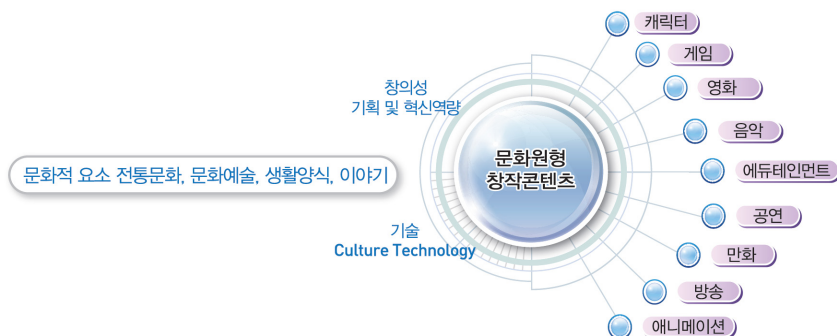 캐릭터
게임
영화
음악
에듀테인먼트
공연
만화
방송
애니메이션
창의성
기획 및 혁신역량
문화원형
창작콘텐츠
문화적 요소 전통문화, 문화예술, 생활양식, 이야기
기술
Culture Technology